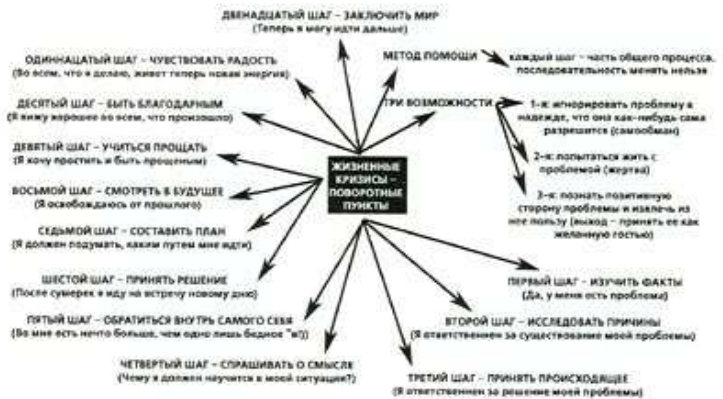 ДВЕНАДЦАТЫЙ ШАГ – ЗАКЛЮЧИТЬ МИР
(Теперь я могу идти дальше)
МЕТОД ПОМОЩИ
каждый шаг – часть общего процесса,
последовательность менять нельзя
ОДИННАЦАТЫЙ ШАГ – ЧУВСТВОВАТЬ РАДОСТЬ
(Во всем, что я делаю, живет теперь новая энергия)
ТРИ ВОЗМОЖНОСТИ
1-я: игнорировать проблему в
надежде, что она как-нибудь сама
разрешится (самообман)
ДЕСЯТЫЙ ШАГ – БЫТЬ БЛАГОДАРНЫМ
(Я вижу хорошее во всем, что произошло)
ДЕВЯТЫЙ ШАГ – УЧИТЬСЯ ПРОЩАТЬ
(Я хочу простить и быть прощеным)
2-я: попытаться жить с
проблемой (жертва)
ЖИЗНЕННЫЕ
КРИЗИСЫ –
ПОВОРОТНЫЕ
ПУНКТЫ
ВОСЬМОЙ ШАГ – СМОТРЕТЬ В БУДУЩЕЕ
(Я освобождаюсь от прошлого)
3-я: познать позитивную
сторону проблемы и извлечь из
нее пользу (выход – принять ее как
желанную гостью)
СЕДЬМОЙ ШАГ – СОСТАВИТЬ ПЛАН
(Я должен подумать, каким путем мне идти)
ШЕСТОЙ ШАГ – ПРИНЯТЬ РЕШЕНИЕ
(После сумерек я иду на встречу новому дню)
ПЕРВЫЙ ШАГ – ИЗУЧИТЬ ФАКТЫ
(Да, у меня есть проблема)
ПЯТЫЙ ШАГ – ОБРАТИТЬСЯ ВНУТРЬ САМОГО СЕБЯ
(Во мне есть нечто больше, чем одно лишь бедное "я!))
ВТОРОЙ ШАГ – ИССЛЕДОВАТЬ ПРИЧИНЫ
(Я ответственен за существование моей проблемы)
ЧЕТВЕРТЫЙ ШАГ – СПРАШИВАТЬ О СМЫСЛЕ
(Чему я должен научится в моей ситуации?)
ТРЕТИЙ ШАГ – ПРИНЯТЬ ПРОИСХОДЯЩЕЕ
(Я ответственен за решение моей проблемы)